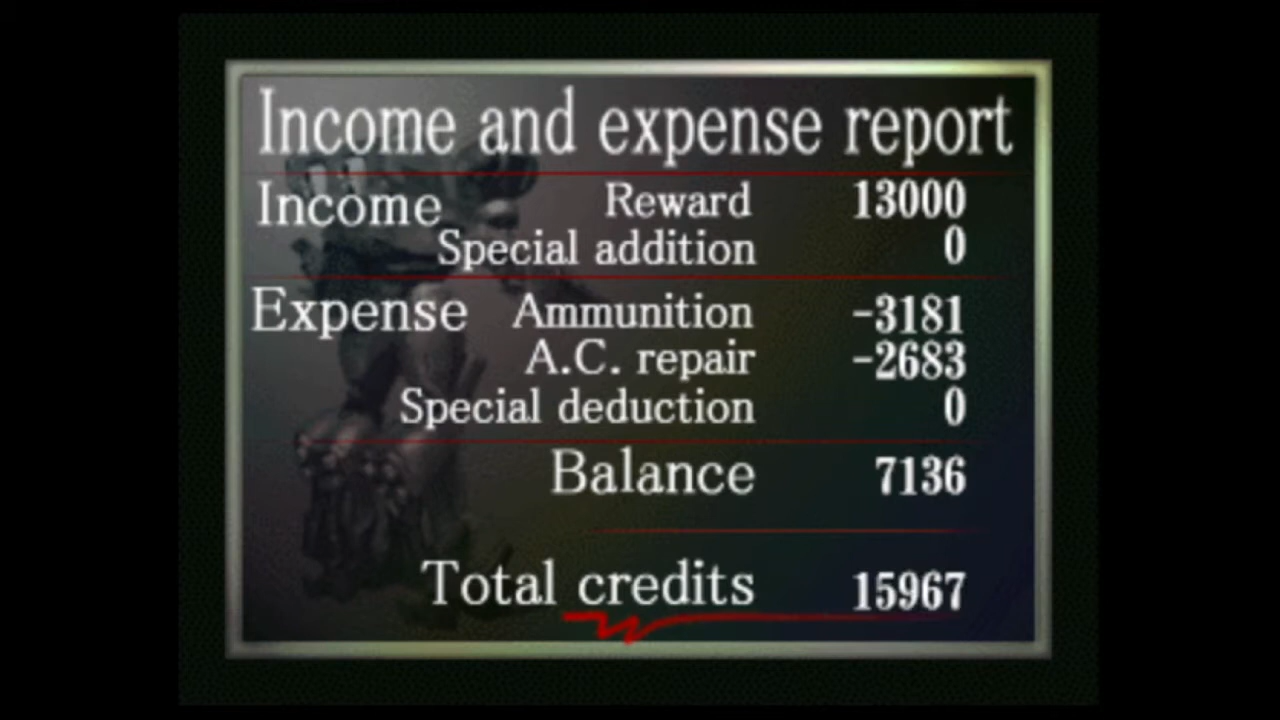 Income and expense report
Income Reward 13000
Special addition 0
Expense Ammunition -3181
A.C. repair -2683
Special deduction 0
Balance 7136
Total credits 15967